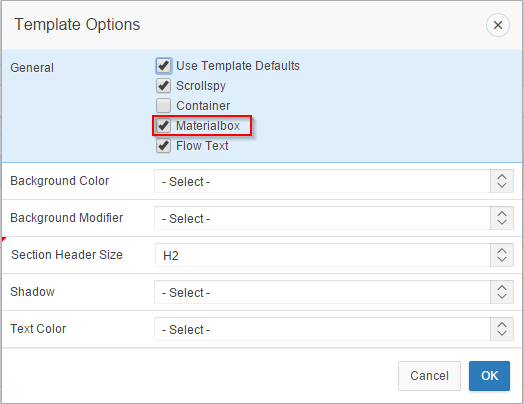 Template Options
General
Use Template Defaults
Scrollspy
Container
Materialbox
Flow Text
Background Color - Select -
Background Modifier - Select -
Section Header Size H2
Shadow - Select -
Text Color - Select -
Cancel OK